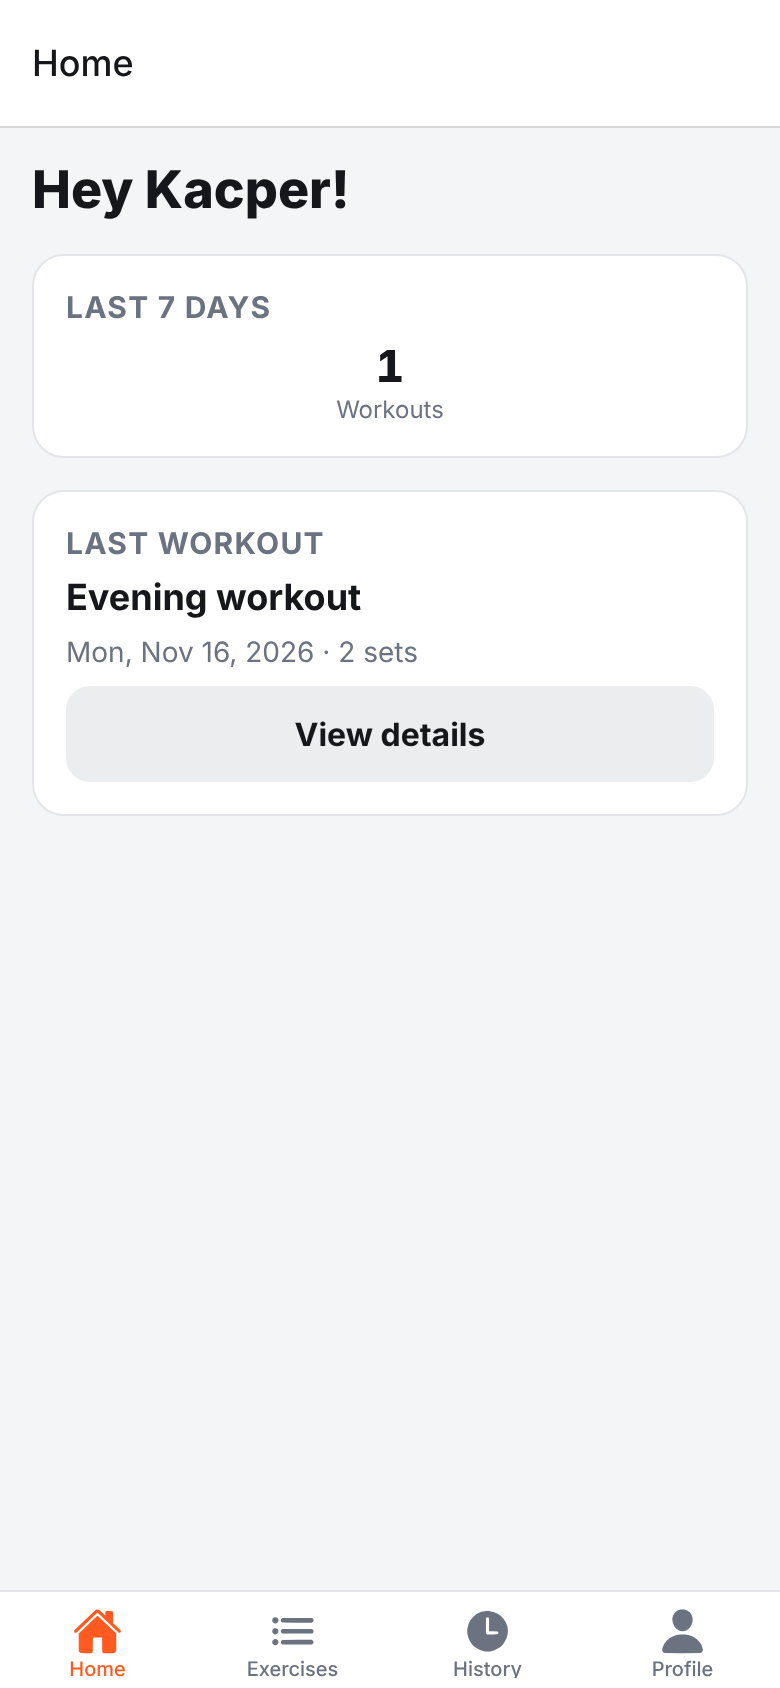 Home
Hey Kacper!
LAST 7 DAYS
1
Workouts
LAST WORKOUT
Evening workout
Mon, Nov 16, 2026 · 2 sets
View details
Home
Exercises
History
Profile